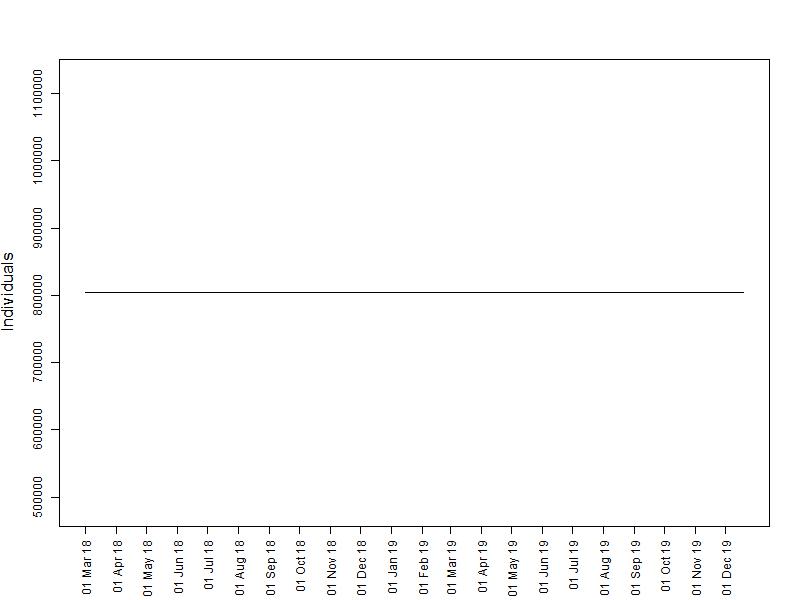 Individuals
1100000
1000000
900000
800000
700000
600000
500000
01 Mar 18
01 Apr 18
01 May 18
01 Jun 18
01 Jul 18
01 Aug 18
01 Sep 18
01 Oct 18
01 Nov 18
01 Dec 18
01 Jan 19
01 Feb 19
01 Mar 19
01 Apr 19
01 May 19
01 Jun 19
01 Jul 19
01 Aug 19
01 Sep 19
01 Oct 19
01 Nov 19
01 Dec 19